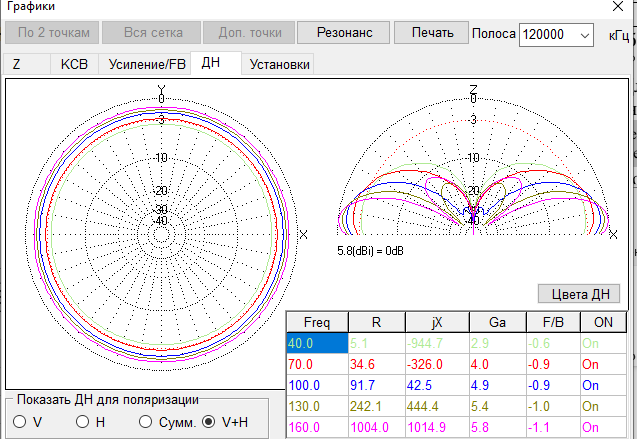 Графики
По 2 точкам Вся сетка Доп. точки Резонанс Печать Полоса 120000 кГц
Z КСВ Усиление/FB ДН Установки
Y
0
-3
-10
-20
-30
-40
X
Z
0
-3
-10
-20
-30
-40
X
5.8(dBi) = 0dB
Цвета ДН
Freq R jX Ga F/B ON
40.0 5.1 -944.7 2.9 -0.6 On
70.0 34.6 -326.0 4.0 -0.9 On
100.0 91.7 42.5 4.9 -0.9 On
130.0 242.1 444.4 5.4 -1.0 On
160.0 1004.0 1014.9 5.8 -1.1 On
Показать ДН для поляризации
V H Сумм. V+H